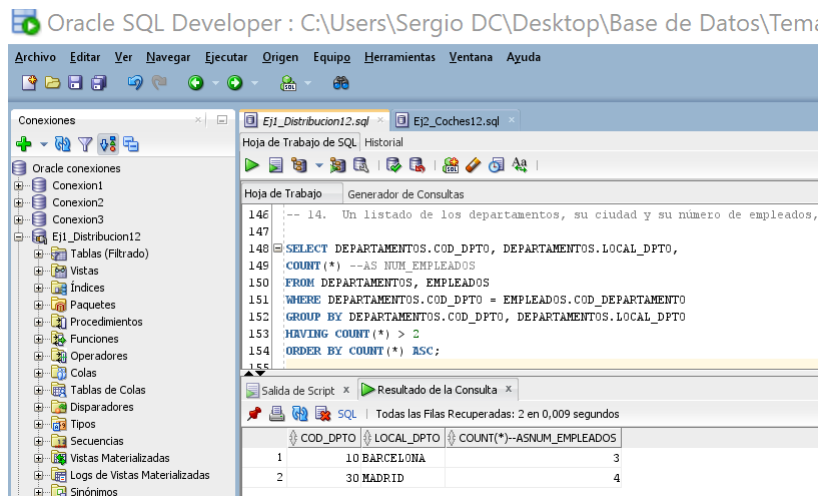 Oracle SQL Developer : C:\Users\Sergio DC\Desktop\Base de Datos\Tema
Archivo Editar Ver Navegar Ejecutar Origen Equipo Herramientas Ventana Ayuda
Conexiones
Oracle conexiones
Conexion1
Conexion2
Conexion3
Ej1_Distribucion12
Tablas (Filtrado)
Vistas
Índices
Paquetes
Procedimientos
Funciones
Operadores
Colas
Tablas de Colas
Disparadores
Tipos
Secuencias
Vistas Materializadas
Logs de Vistas Materializadas
Sinónimos
Ej1_Distribucion12.sql Ej2_Coches12.sql
Hoja de Trabajo de SQL Historial
Hoja de Trabajo Generador de Consultas
146 -- 14. Un listado de los departamentos, su ciudad y su número de empleados,
147
148 SELECT DEPARTAMENTOS.COD_DPTO, DEPARTAMENTOS.LOCAL_DPTO,
149 COUNT(*) --AS NUM_EMPLEADOS
150 FROM DEPARTAMENTOS, EMPLEADOS
151 WHERE DEPARTAMENTOS.COD_DPTO = EMPLEADOS.COD_DEPARTAMENTO
152 GROUP BY DEPARTAMENTOS.COD_DPTO, DEPARTAMENTOS.LOCAL_DPTO
153 HAVING COUNT(*) > 2
154 ORDER BY COUNT(*) ASC;
155
Salida de Script Resultado de la Consulta
SQL Todas las Filas Recuperadas: 2 en 0,009 segundos
COD_DPTO LOCAL_DPTO COUNT(*)--ASNUM_EMPLEADOS
1 10 BARCELONA 3
2 30 MADRID 4